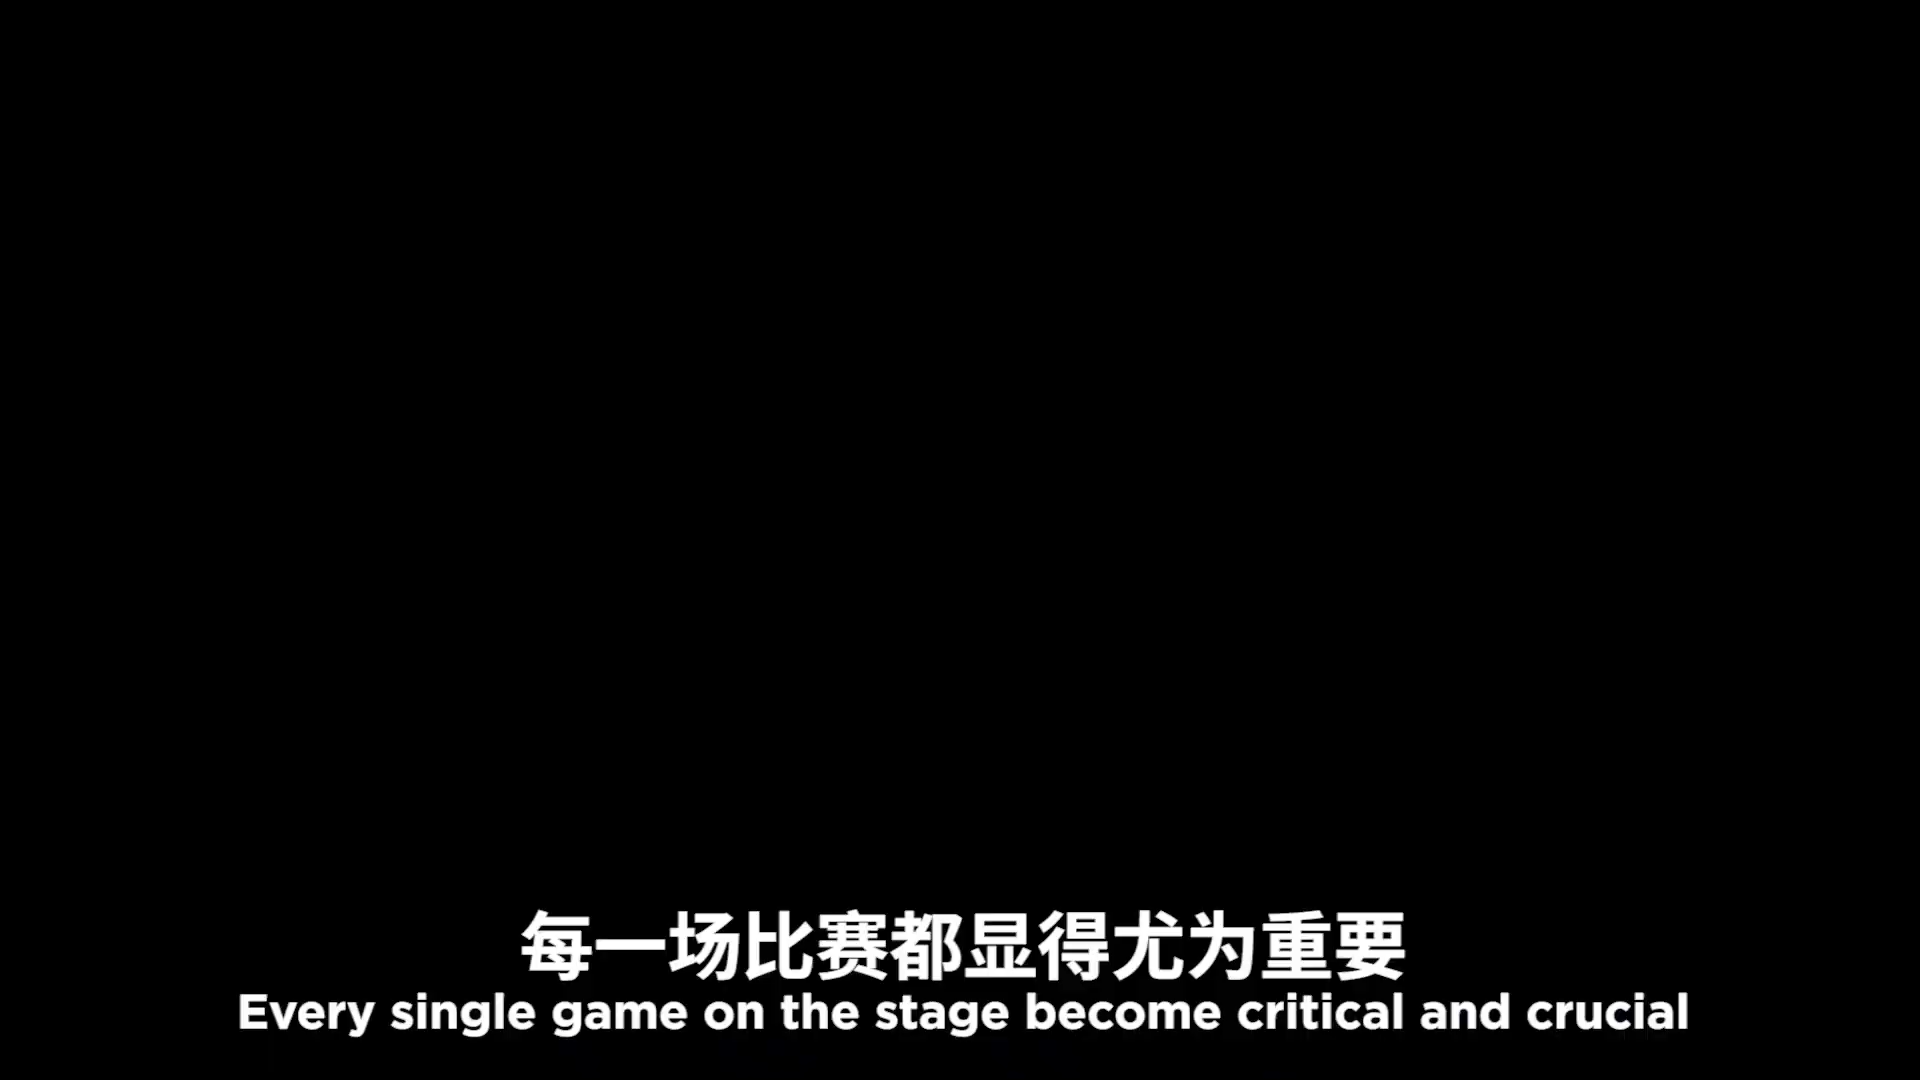 每一场比赛都显得尤为重要
Every single game on the stage become critical and crucial